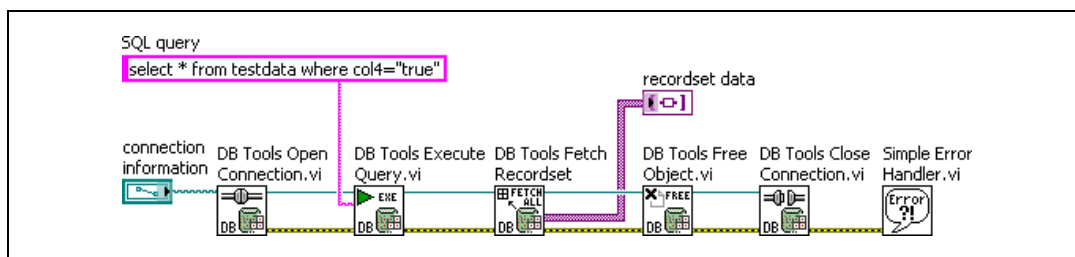 SQL query
select * from testdata where col4="true"
recordset data
connection
information
DB Tools Open
Connection.vi
DB Tools Execute
Query.vi
DB Tools Fetch
Recordset
DB Tools Free
Object.vi
DB Tools Close
Connection.vi
Simple Error
Handler.vi
DB
EXE
DB
FETCH
ALL
DB
FREE
DB
DB
Error
?!